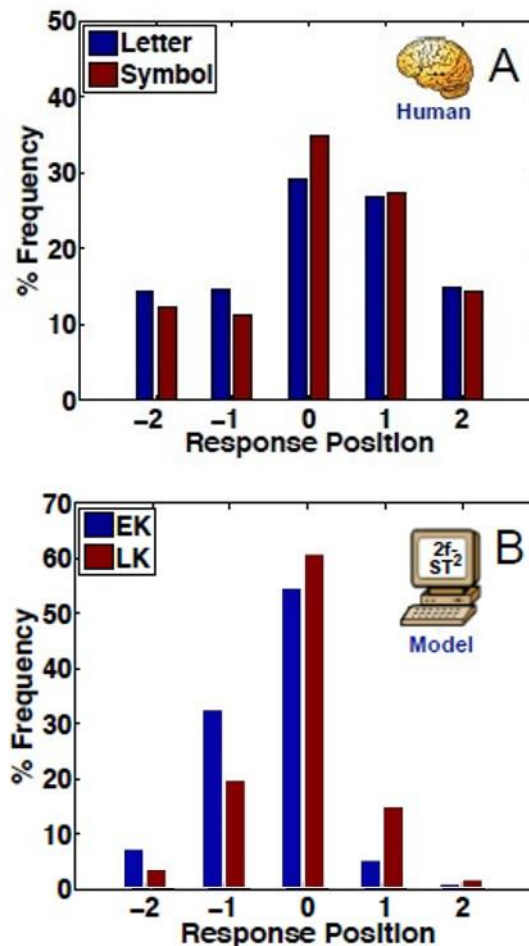 50
40
30
20
10
0
% Frequency
Letter
Symbol
A
Human
−2 −1 0 1 2
Response Position
70
60
50
40
30
20
10
0
% Frequency
EK
LK
2f-
ST²
B
Model
−2 −1 0 1 2
Response Position